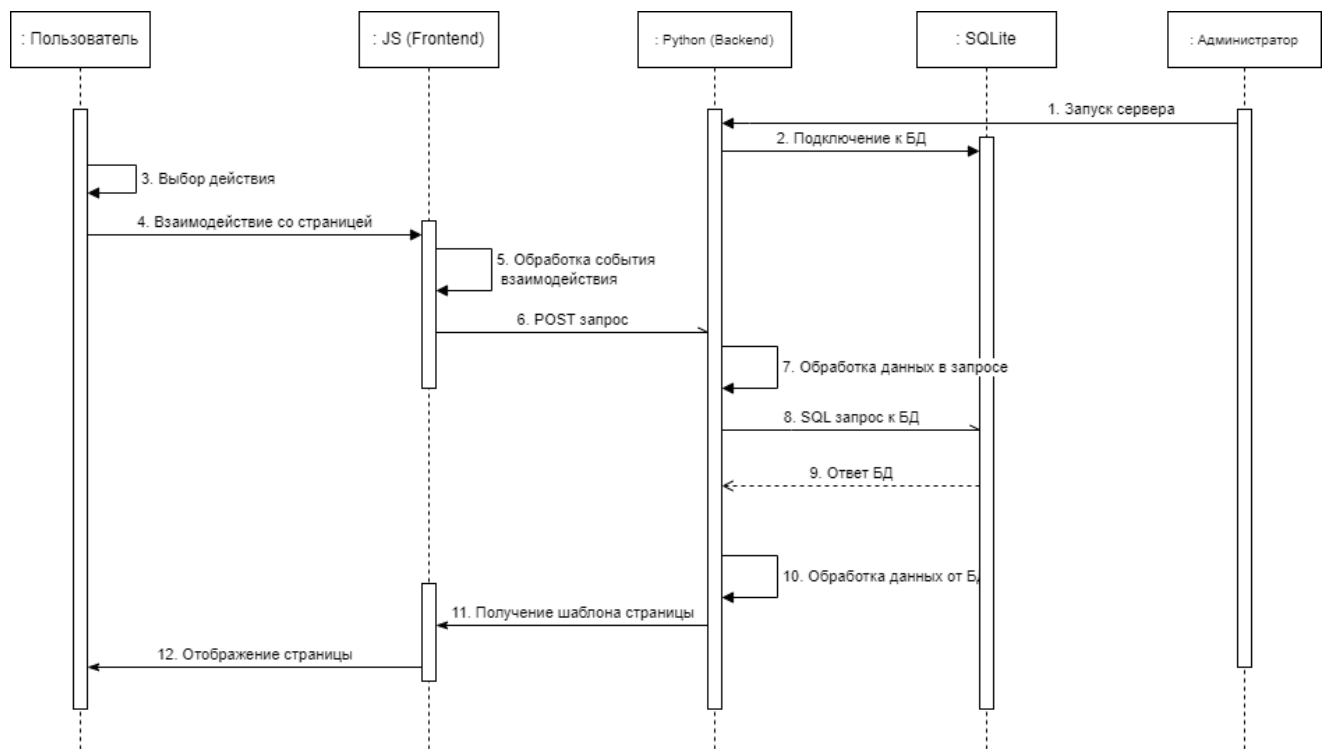 : Пользователь
: JS (Frontend)
: Python (Backend)
: SQLite
: Администратор
1. Запуск сервера
2. Подключение к БД
3. Выбор действия
4. Взаимодействие со страницей
5. Обработка события
взаимодействия
6. POST запрос
7. Обработка данных в запросе
8. SQL запрос к БД
9. Ответ БД
10. Обработка данных от БД
11. Получение шаблона страницы
12. Отображение страницы